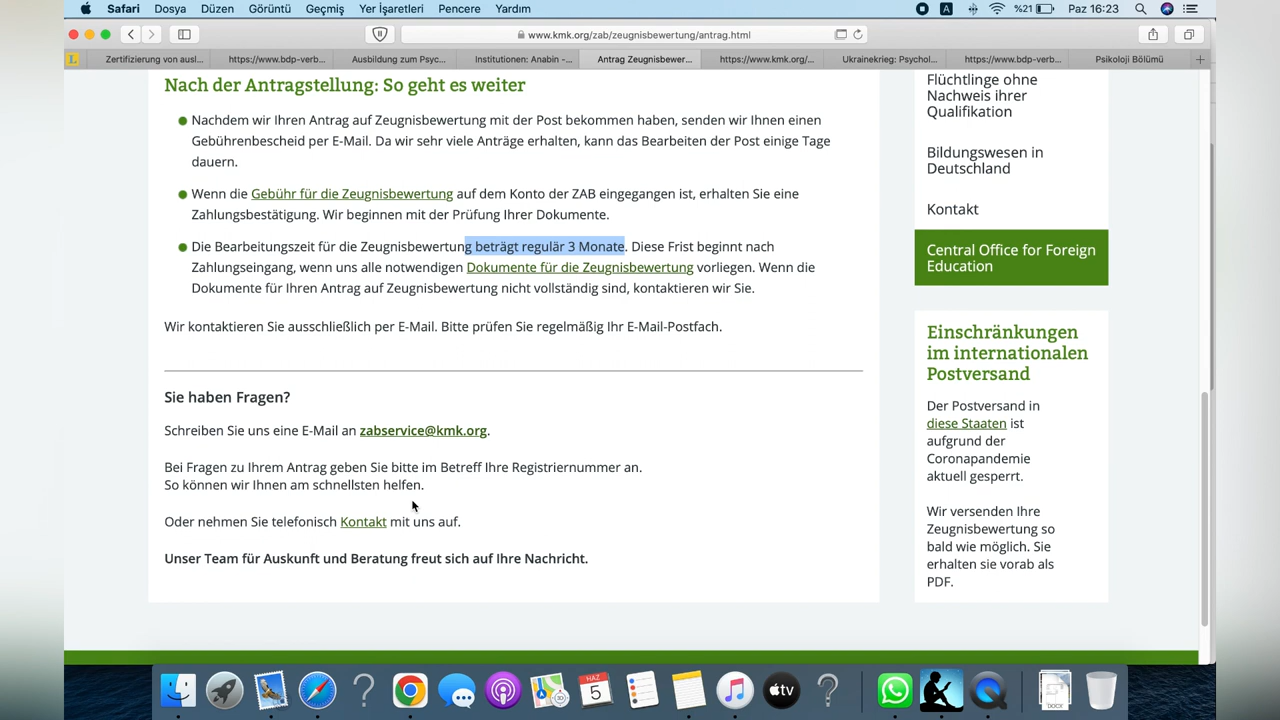 Safari Dosya Düzen Görüntü Geçmiş Yer İşaretleri Pencere Yardım
A %21 Paz 16:23
www.kmk.org/zab/zeugnisbewertung/antrag.html
L Zertifizierung von ausl... https://www.bdp-verb... Ausbildung zum Psyc... Institutionen: Anabin -... Antrag Zeugnisbewer... https://www.kmk.org/... Ukrainekrieg: Psychol... https://www.bdp-verb... Psikoloji Bölümü
Nach der Antragstellung: So geht es weiter
Nachdem wir Ihren Antrag auf Zeugnisbewertung mit der Post bekommen haben, senden wir Ihnen einen
Gebührenbescheid per E-Mail. Da wir sehr viele Anträge erhalten, kann das Bearbeiten der Post einige Tage
dauern.
Wenn die Gebühr für die Zeugnisbewertung auf dem Konto der ZAB eingegangen ist, erhalten Sie eine
Zahlungsbestätigung. Wir beginnen mit der Prüfung Ihrer Dokumente.
Die Bearbeitungszeit für die Zeugnisbewertung beträgt regulär 3 Monate. Diese Frist beginnt nach
Zahlungseingang, wenn uns alle notwendigen Dokumente für die Zeugnisbewertung vorliegen. Wenn die
Dokumente für Ihren Antrag auf Zeugnisbewertung nicht vollständig sind, kontaktieren wir Sie.
Wir kontaktieren Sie ausschließlich per E-Mail. Bitte prüfen Sie regelmäßig Ihr E-Mail-Postfach.
Sie haben Fragen?
Schreiben Sie uns eine E-Mail an zabservice@kmk.org.
Bei Fragen zu Ihrem Antrag geben Sie bitte im Betreff Ihre Registriernummer an.
So können wir Ihnen am schnellsten helfen.
Oder nehmen Sie telefonisch Kontakt mit uns auf.
Unser Team für Auskunft und Beratung freut sich auf Ihre Nachricht.
Flüchtlinge ohne
Nachweis ihrer
Qualifikation
Bildungswesen in
Deutschland
Kontakt
Central Office for Foreign
Education
Einschränkungen
im internationalen
Postversand
Der Postversand in
diese Staaten ist
aufgrund der
Coronapandemie
aktuell gesperrt.
Wir versenden Ihre
Zeugnisbewertung so
bald wie möglich. Sie
erhalten sie vorab als
PDF.
HAZ
5
tv
DOCX